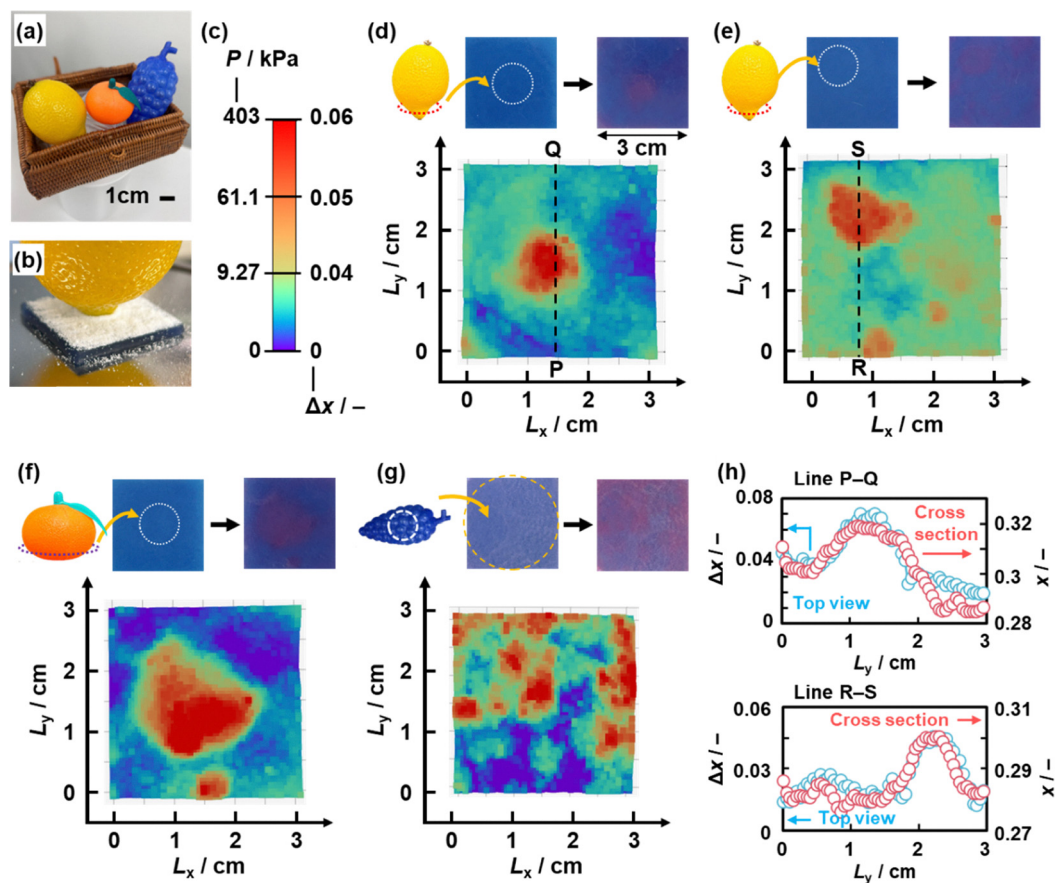 (a)
1cm
(b)
(c)
P / kPa
403 0.06
61.1 0.05
9.27 0.04
0 0
Δx / –
(d)
3 cm
Q
3
2
1
0
Ly / cm
P
0 1 2 3
Lx / cm
(e)
S
3
2
1
0
Ly / cm
R
0 1 2 3
Lx / cm
(f)
3
2
1
0
Ly / cm
0 1 2 3
Lx / cm
(g)
3
2
1
0
Ly / cm
0 1 2 3
Lx / cm
(h)
Line P–Q
0.08
0.04
0
Δx / –
Cross
section
Top view
0.32
0.3
0.28
x / –
0 1 2 3
Ly / cm
Line R–S
0.06
0.03
0
Δx / –
Cross section
Top view
0.31
0.29
0.27
x / –
0 1 2 3
Ly / cm